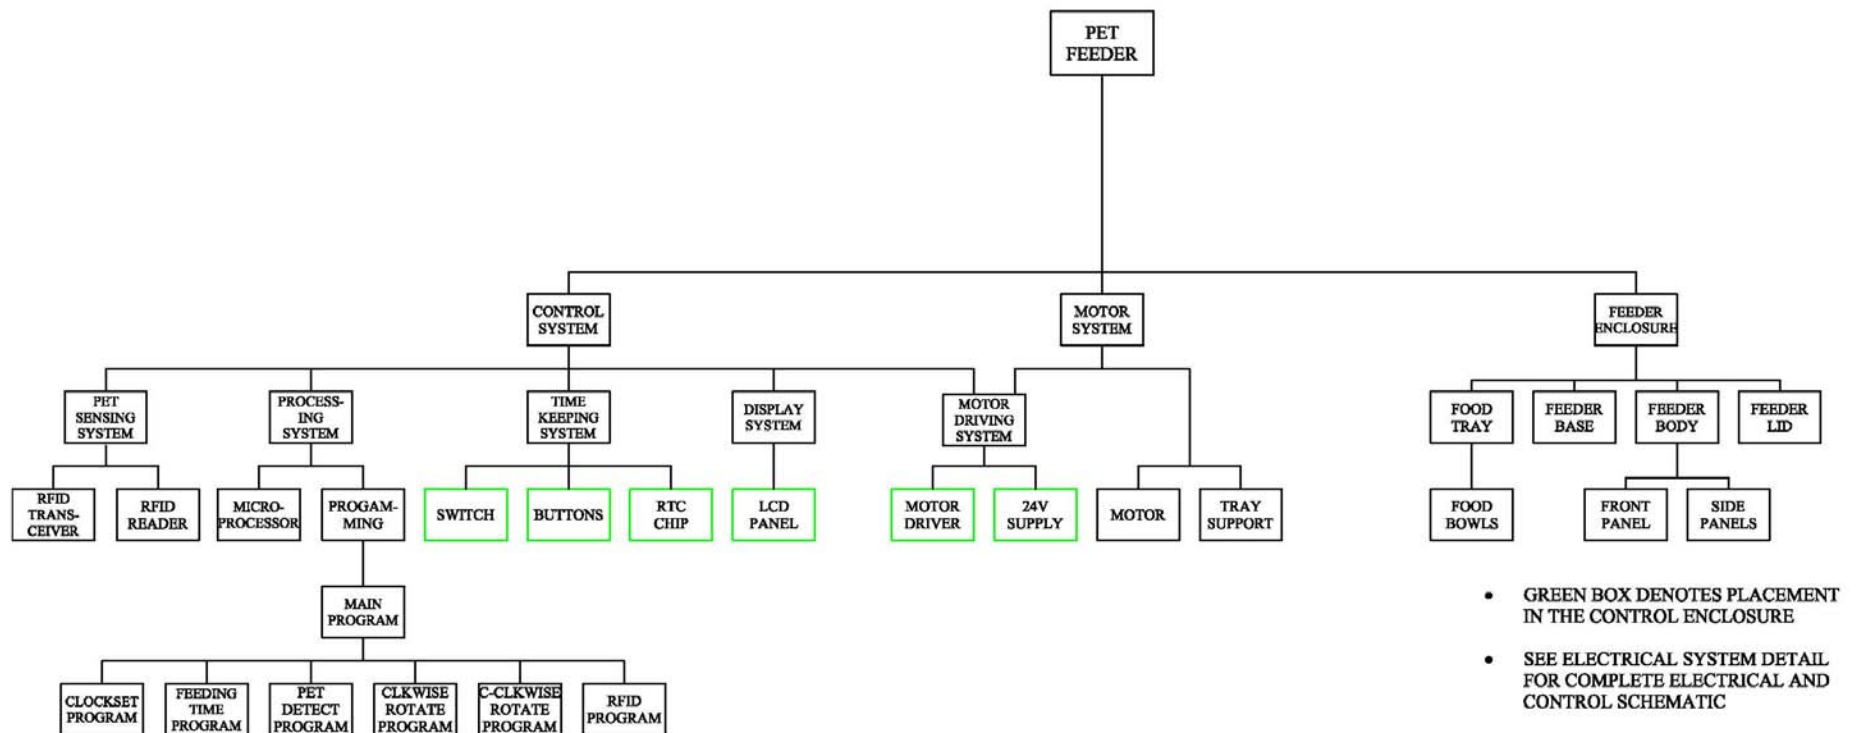 PET
FEEDER
CONTROL
SYSTEM
MOTOR
SYSTEM
FEEDER
ENCLOSURE
PET
SENSING
SYSTEM
PROCESS-
ING
SYSTEM
TIME
KEEPING
SYSTEM
DISPLAY
SYSTEM
MOTOR
DRIVING
SYSTEM
FOOD
TRAY
FEEDER
BASE
FEEDER
BODY
FEEDER
LID
RFID
TRANS-
CEIVER
RFID
READER
MICRO-
PROCESSOR
PROGAM-
MING
SWITCH
BUTTONS
RTC
CHIP
LCD
PANEL
MOTOR
DRIVER
24V
SUPPLY
MOTOR
TRAY
SUPPORT
FOOD
BOWLS
FRONT
PANEL
SIDE
PANELS
MAIN
PROGRAM
CLOCKSET
PROGRAM
FEEDING
TIME
PROGRAM
PET
DETECT
PROGRAM
CLKWISE
ROTATE
PROGRAM
C-CLKWISE
ROTATE
PROGRAM
RFID
PROGRAM
• GREEN BOX DENOTES PLACEMENT
IN THE CONTROL ENCLOSURE
• SEE ELECTRICAL SYSTEM DETAIL
FOR COMPLETE ELECTRICAL AND
CONTROL SCHEMATIC